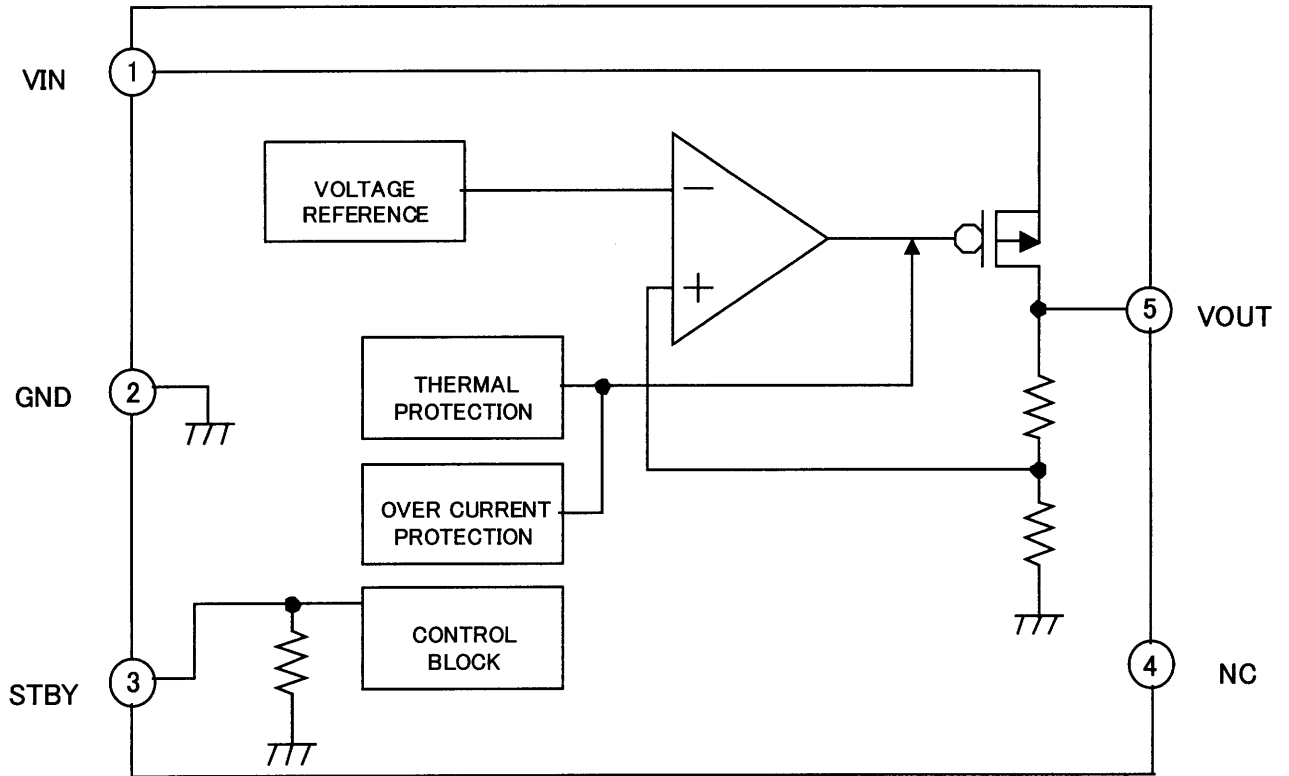 VIN
1
VOLTAGE
REFERENCE
−
+
5
VOUT
GND
2
THERMAL
PROTECTION
OVER CURRENT
PROTECTION
CONTROL
BLOCK
STBY
3
4
NC